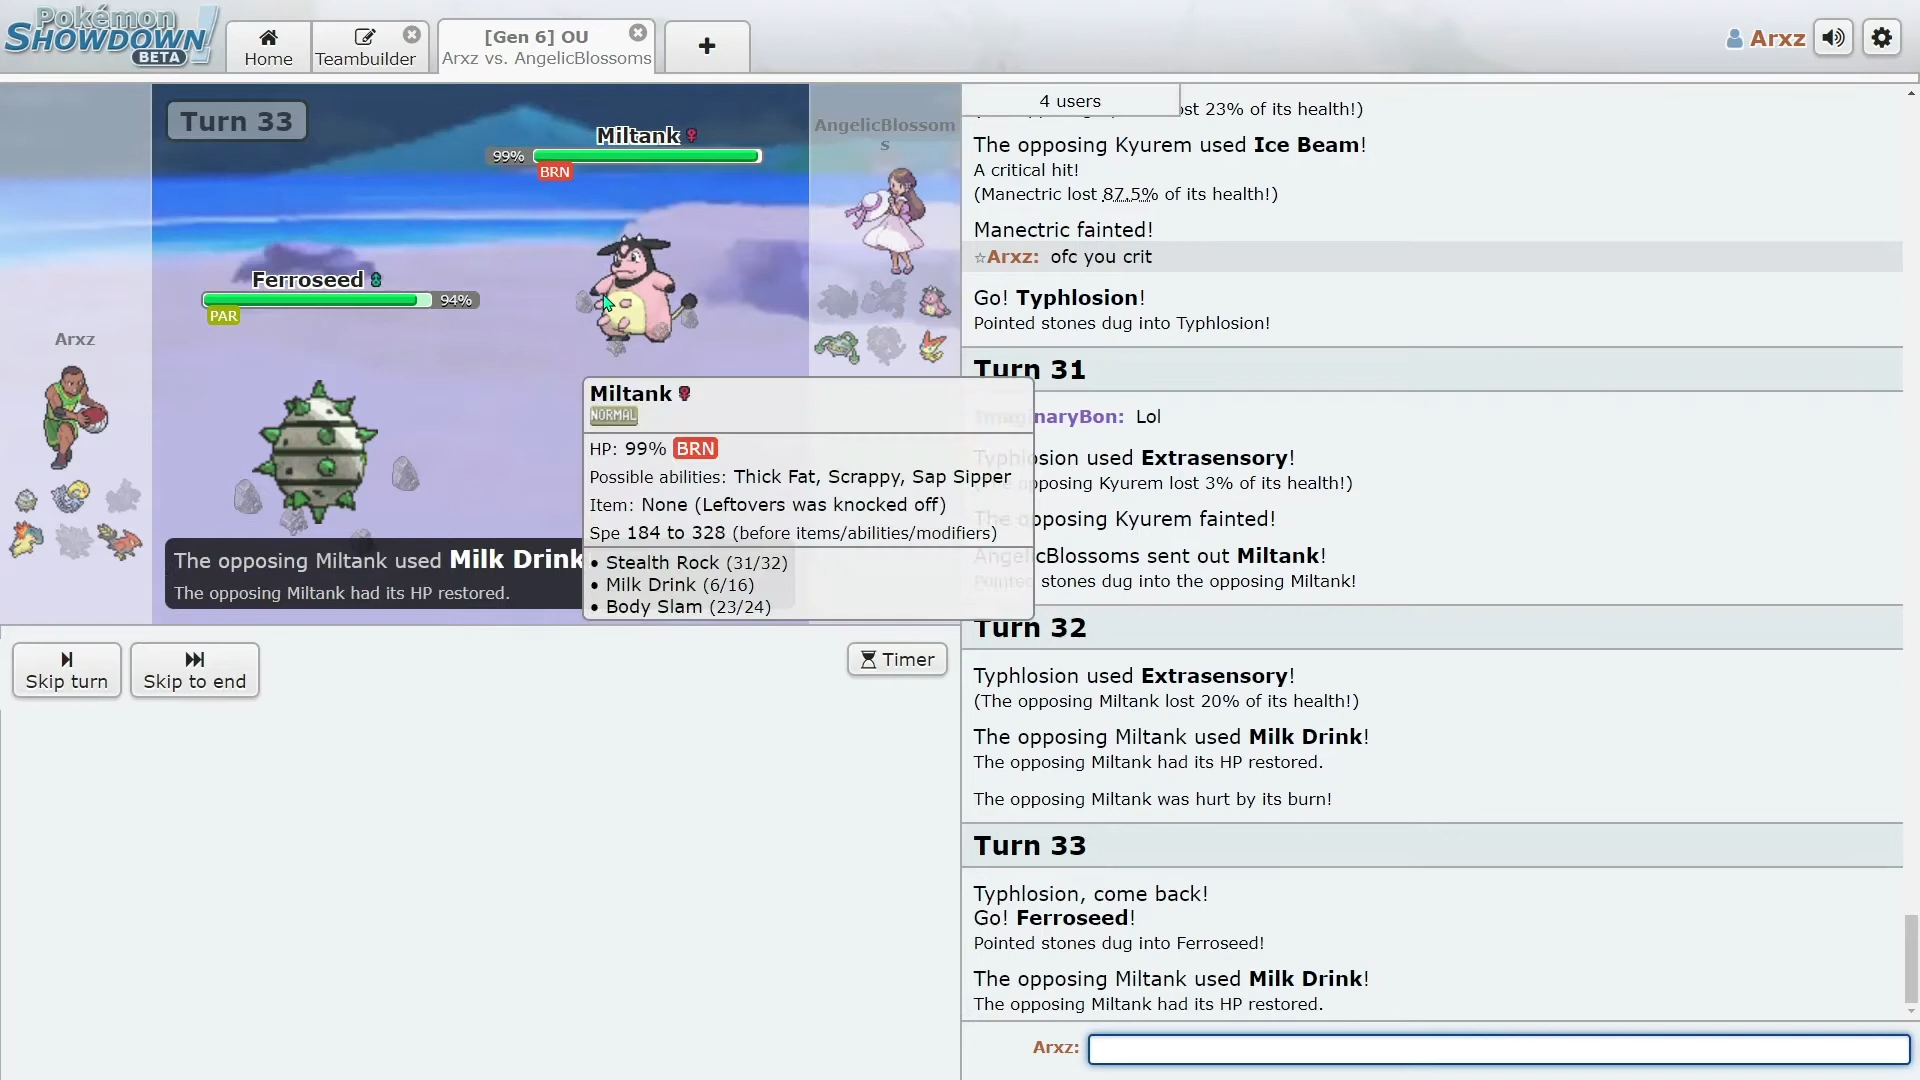 Pokémon
SHOWDOWN!
BETA
Home
Teambuilder
[Gen 6] OU
Arxz vs. AngelicBlossoms
+
Arxz
Turn 33
Miltank
99%
BRN
AngelicBlossom
s
Ferroseed
94%
PAR
Arxz
The opposing Miltank used Milk Drink
The opposing Miltank had its HP restored.
Miltank
NORMAL
HP: 99% BRN
Possible abilities: Thick Fat, Scrappy, Sap Sipper
Item: None (Leftovers was knocked off)
Spe 184 to 328 (before items/abilities/modifiers)
• Stealth Rock (31/32)
• Milk Drink (6/16)
• Body Slam (23/24)
Skip turn
Skip to end
Timer
4 users
st 23% of its health!)
The opposing Kyurem used Ice Beam!
A critical hit!
(Manectric lost 87.5% of its health!)
Manectric fainted!
☆Arxz: ofc you crit
Go! Typhlosion!
Pointed stones dug into Typhlosion!
Turn 31
ImaginaryBon: Lol
Typhlosion used Extrasensory!
opposing Kyurem lost 3% of its health!)
The opposing Kyurem fainted!
AngelicBlossoms sent out Miltank!
Pointed stones dug into the opposing Miltank!
Turn 32
Typhlosion used Extrasensory!
(The opposing Miltank lost 20% of its health!)
The opposing Miltank used Milk Drink!
The opposing Miltank had its HP restored.
The opposing Miltank was hurt by its burn!
Turn 33
Typhlosion, come back!
Go! Ferroseed!
Pointed stones dug into Ferroseed!
The opposing Miltank used Milk Drink!
The opposing Miltank had its HP restored.
Arxz: